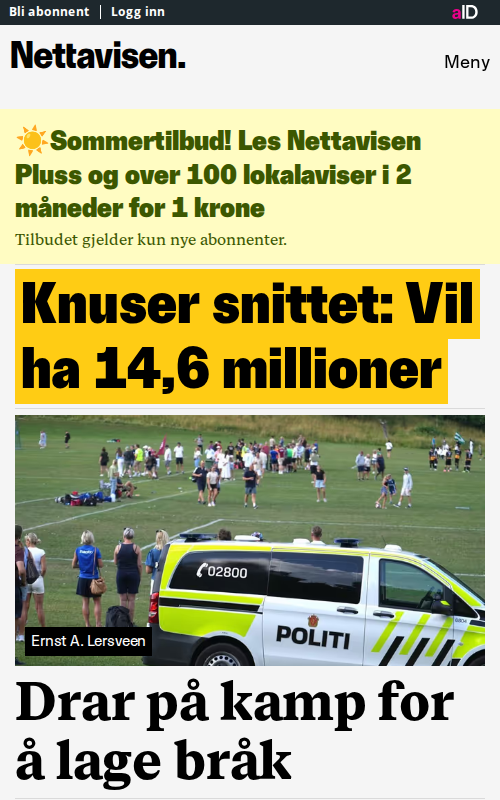 Bli abonnent
Logg inn
aID
Nettavisen.
Meny
☀️Sommertilbud! Les Nettavisen
Pluss og over 100 lokalaviser i 2
måneder for 1 krone
Tilbudet gjelder kun nye abonnenter.
Knuser snittet: Vil
ha 14,6 millioner
02800
POLITI
Ernst A. Lersveen
Drar på kamp for
å lage bråk